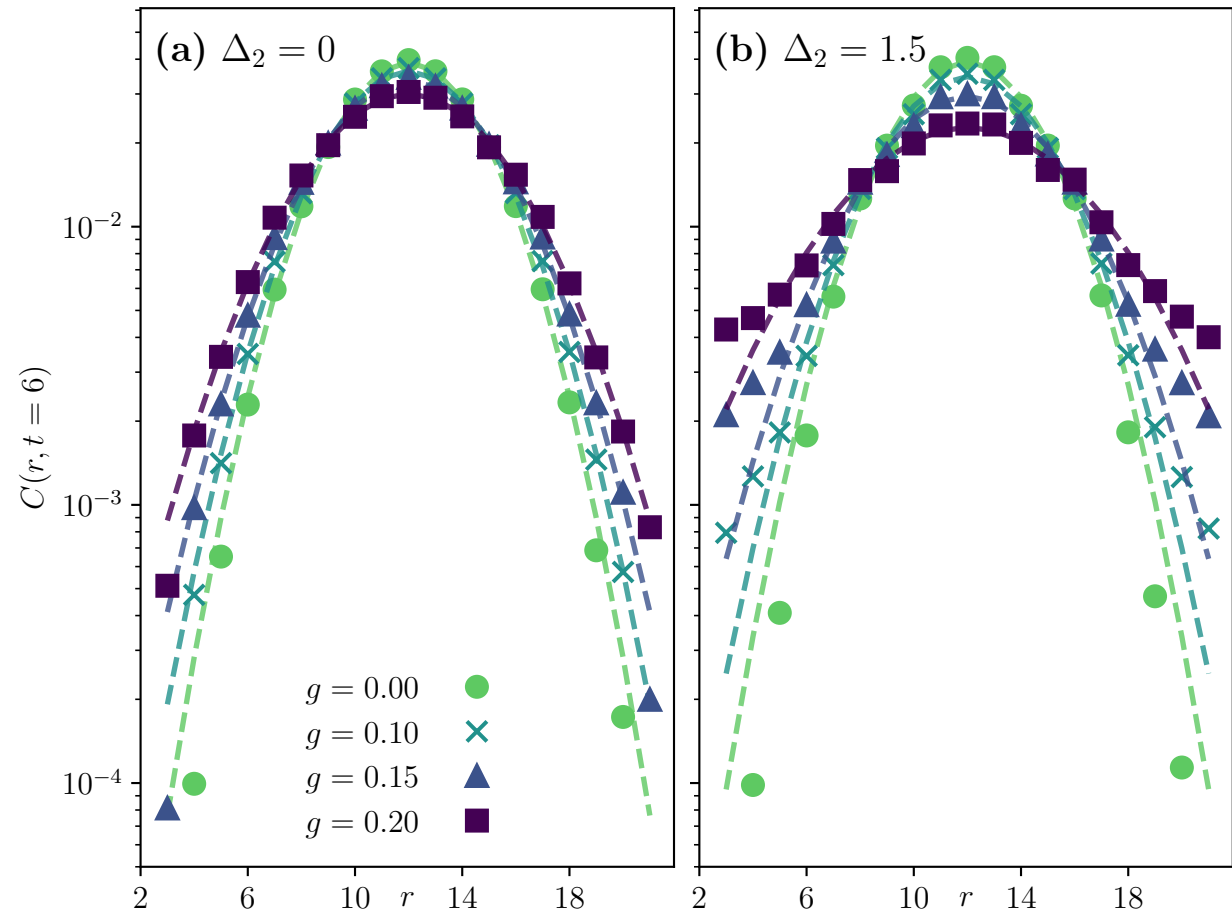 (a) Δ₂ = 0
(b) Δ₂ = 1.5
C(r, t = 6)
10⁻²
10⁻³
10⁻⁴
g = 0.00
g = 0.10
g = 0.15
g = 0.20
2 6 10 r 14 18
2 6 10 r 14 18